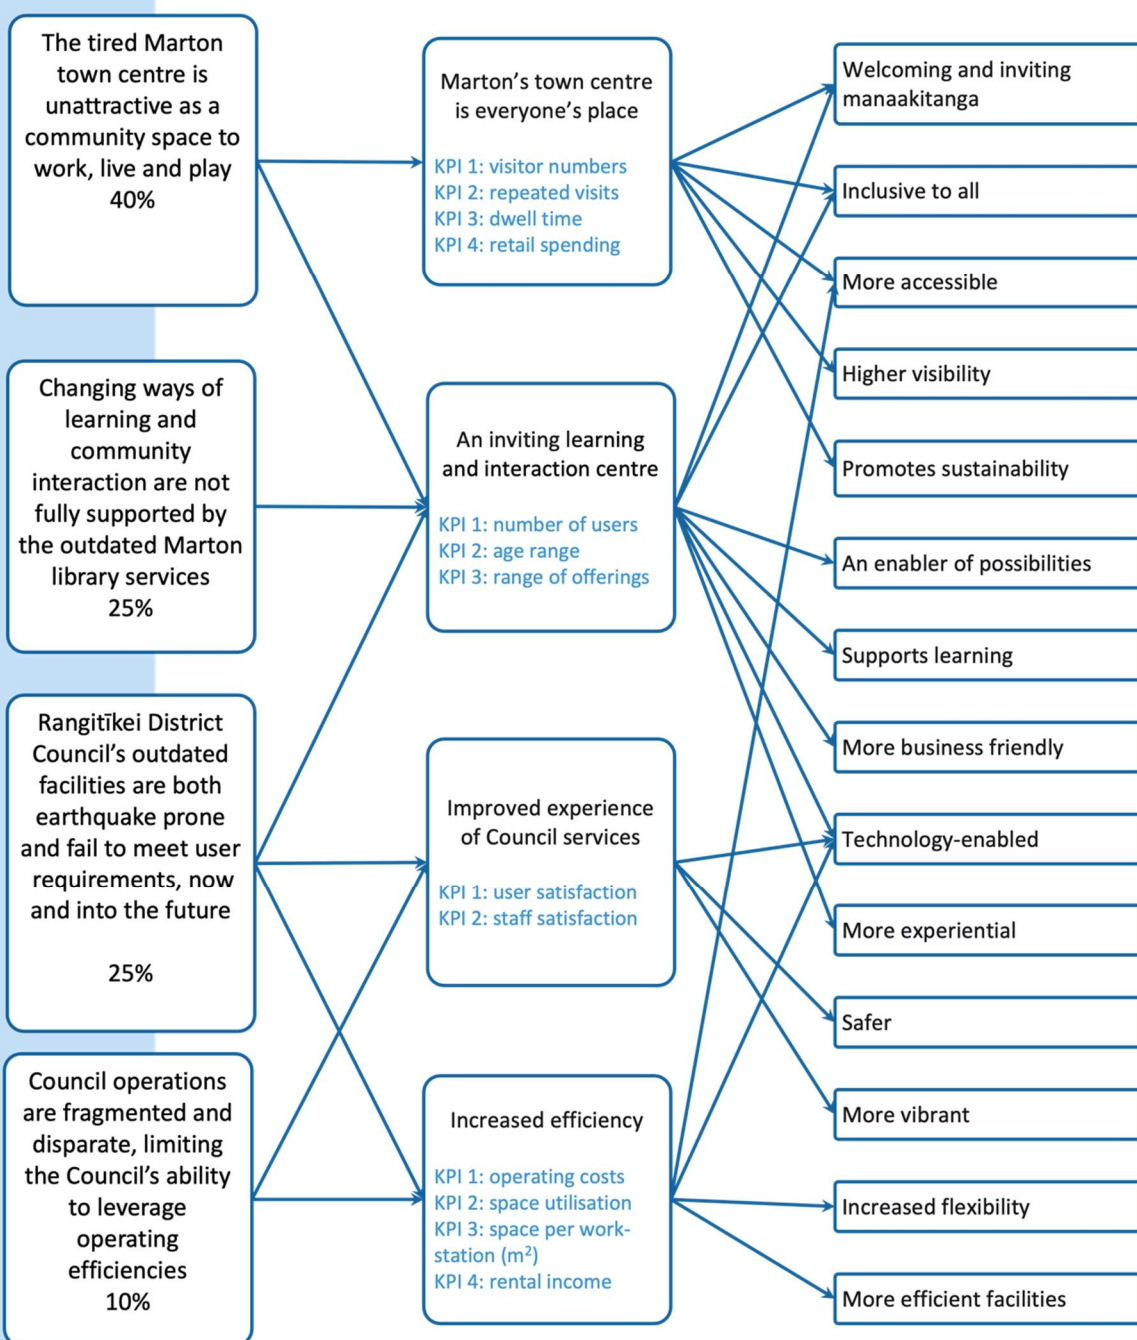 The tired Marton
town centre is
unattractive as a
community space to
work, live and play
40%
Changing ways of
learning and
community
interaction are not
fully supported by
the outdated Marton
library services
25%
Rangitīkei District
Council’s outdated
facilities are both
earthquake prone
and fail to meet user
requirements, now
and into the future
25%
Council operations
are fragmented and
disparate, limiting
the Council’s ability
to leverage
operating
efficiencies
10%
Marton’s town centre
is everyone’s place
KPI 1: visitor numbers
KPI 2: repeated visits
KPI 3: dwell time
KPI 4: retail spending
An inviting learning
and interaction centre
KPI 1: number of users
KPI 2: age range
KPI 3: range of offerings
Improved experience
of Council services
KPI 1: user satisfaction
KPI 2: staff satisfaction
Increased efficiency
KPI 1: operating costs
KPI 2: space utilisation
KPI 3: space per work-
station (m²)
KPI 4: rental income
Welcoming and inviting
manaakitanga
Inclusive to all
More accessible
Higher visibility
Promotes sustainability
An enabler of possibilities
Supports learning
More business friendly
Technology-enabled
More experiential
Safer
More vibrant
Increased flexibility
More efficient facilities